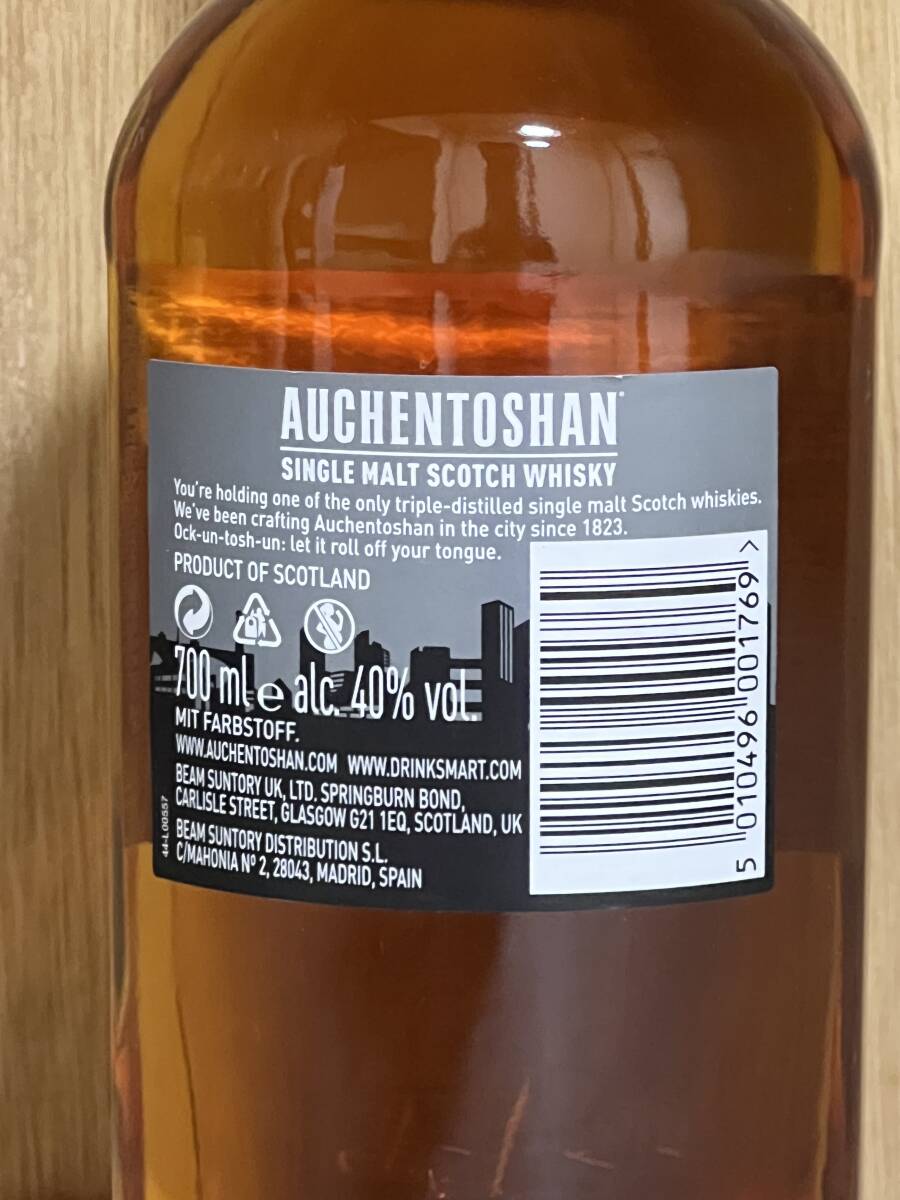 AUCHENTOSHAN
SINGLE MALT SCOTCH WHISKY
You're holding one of the only triple-distilled single malt Scotch whiskies.
We've been crafting Auchentoshan in the city since 1823.
Ock-un-tosh-un: let it roll off your tongue.
PRODUCT OF SCOTLAND
700 ml e alc. 40% vol.
MIT FARBSTOFF.
WWW.AUCHENTOSHAN.COM WWW.DRINKSMART.COM
BEAM SUNTORY UK, LTD. SPRINGBURN BOND,
CARLISLE STREET, GLASGOW G21 1EQ, SCOTLAND, UK
BEAM SUNTORY DISTRIBUTION S.L.
C/MAHONIA Nº 2, 28043, MADRID, SPAIN
44-L00557
5 010496 001769 >